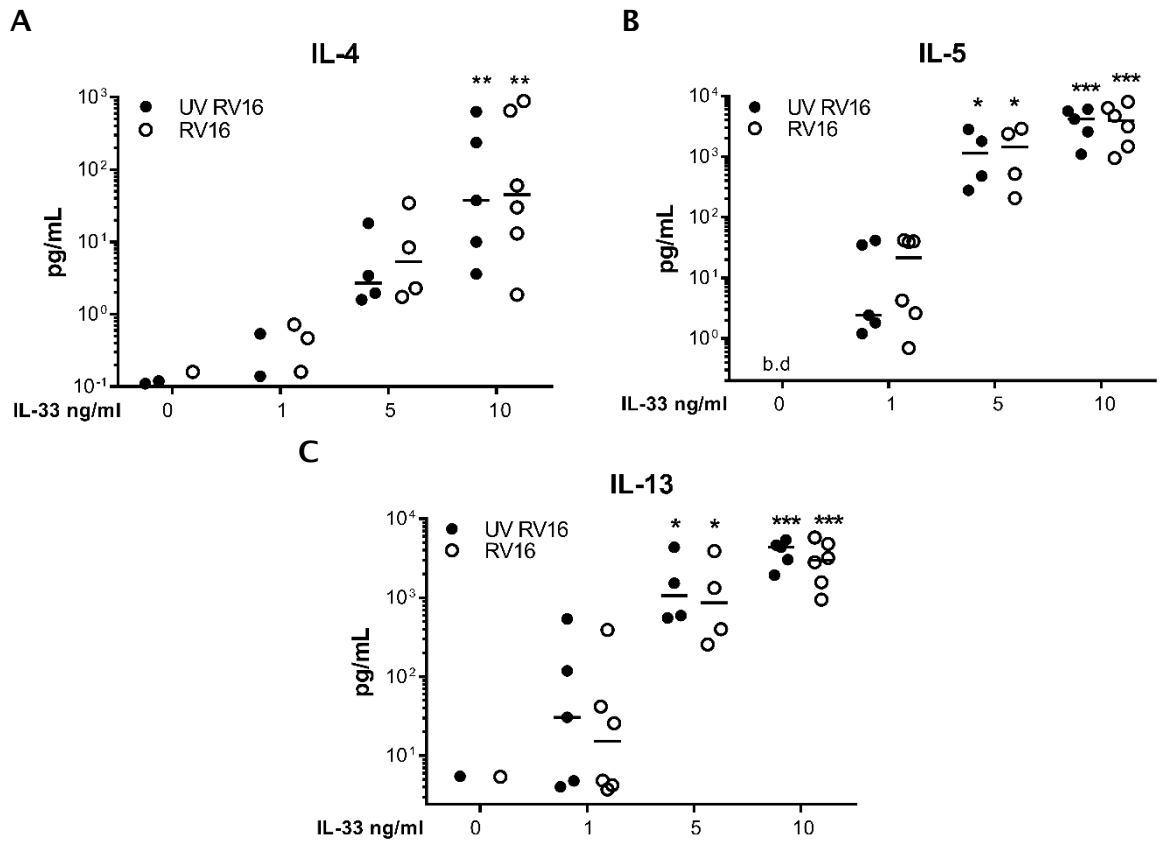 A
IL-4
** **
UV RV16
RV16
10³
10²
10¹
10⁰
10⁻¹
pg/mL
IL-33 ng/ml 0 1 5 10
B
IL-5
* * *** ***
UV RV16
RV16
10⁴
10³
10²
10¹
10⁰
pg/mL
b.d
IL-33 ng/ml 0 1 5 10
C
IL-13
* * *** ***
UV RV16
RV16
10⁴
10³
10²
10¹
pg/mL
IL-33 ng/ml 0 1 5 10